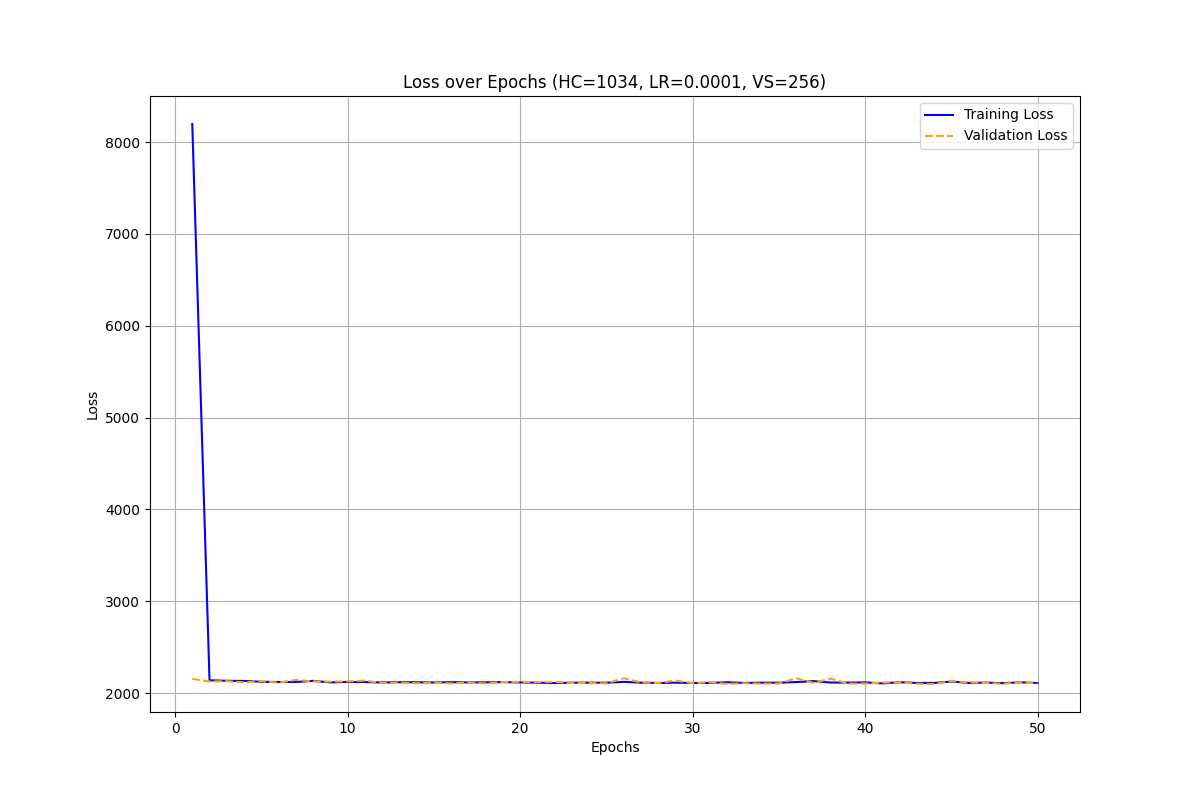 Loss over Epochs (HC=1034, LR=0.0001, VS=256)
Training Loss
Validation Loss
8000
7000
6000
5000
4000
3000
2000
Loss
0
10
20
30
40
50
Epochs